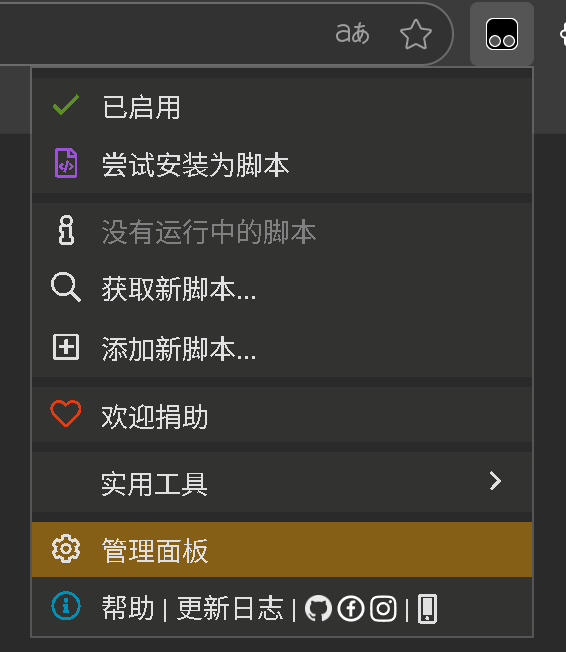 aあ
已启用
尝试安装为脚本
没有运行中的脚本
获取新脚本...
添加新脚本...
欢迎捐助
实用工具
管理面板
帮助 | 更新日志 | |